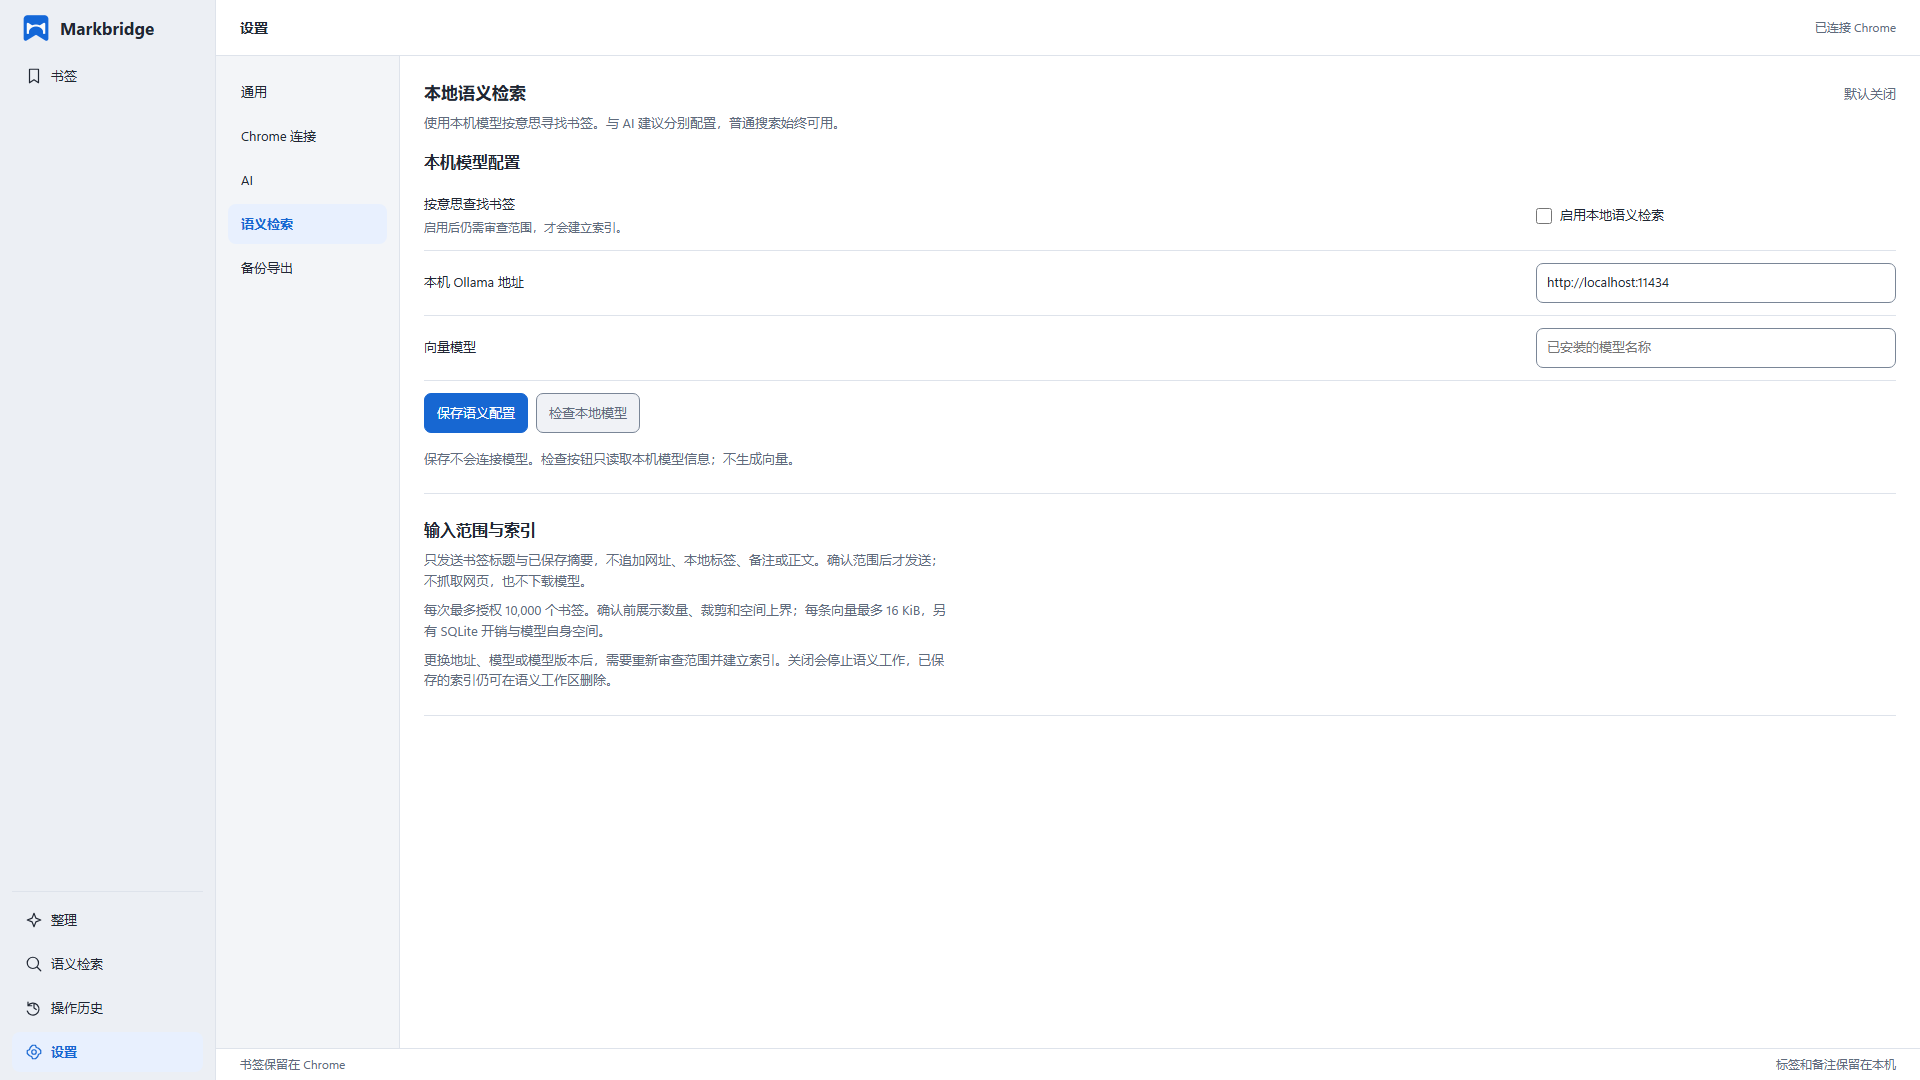 Markbridge
书签
整理
语义检索
操作历史
设置
设置
已连接 Chrome
通用
Chrome 连接
AI
语义检索
备份导出
本地语义检索
默认关闭
使用本机模型按意思寻找书签。与 AI 建议分别配置，普通搜索始终可用。
本机模型配置
按意思查找书签
启用后仍需审查范围，才会建立索引。
启用本地语义检索
本机 Ollama 地址
http://localhost:11434
向量模型
已安装的模型名称
保存语义配置
检查本地模型
保存不会连接模型。检查按钮只读取本机模型信息；不生成向量。
输入范围与索引
只发送书签标题与已保存摘要，不追加网址、本地标签、备注或正文。确认范围后才发送；
不抓取网页，也不下载模型。
每次最多授权 10,000 个书签。确认前展示数量、裁剪和空间上界；每条向量最多 16 KiB，另
有 SQLite 开销与模型自身空间。
更换地址、模型或模型版本后，需要重新审查范围并建立索引。关闭会停止语义工作，已保
存的索引仍可在语义工作区删除。
书签保留在 Chrome
标签和备注保留在本机